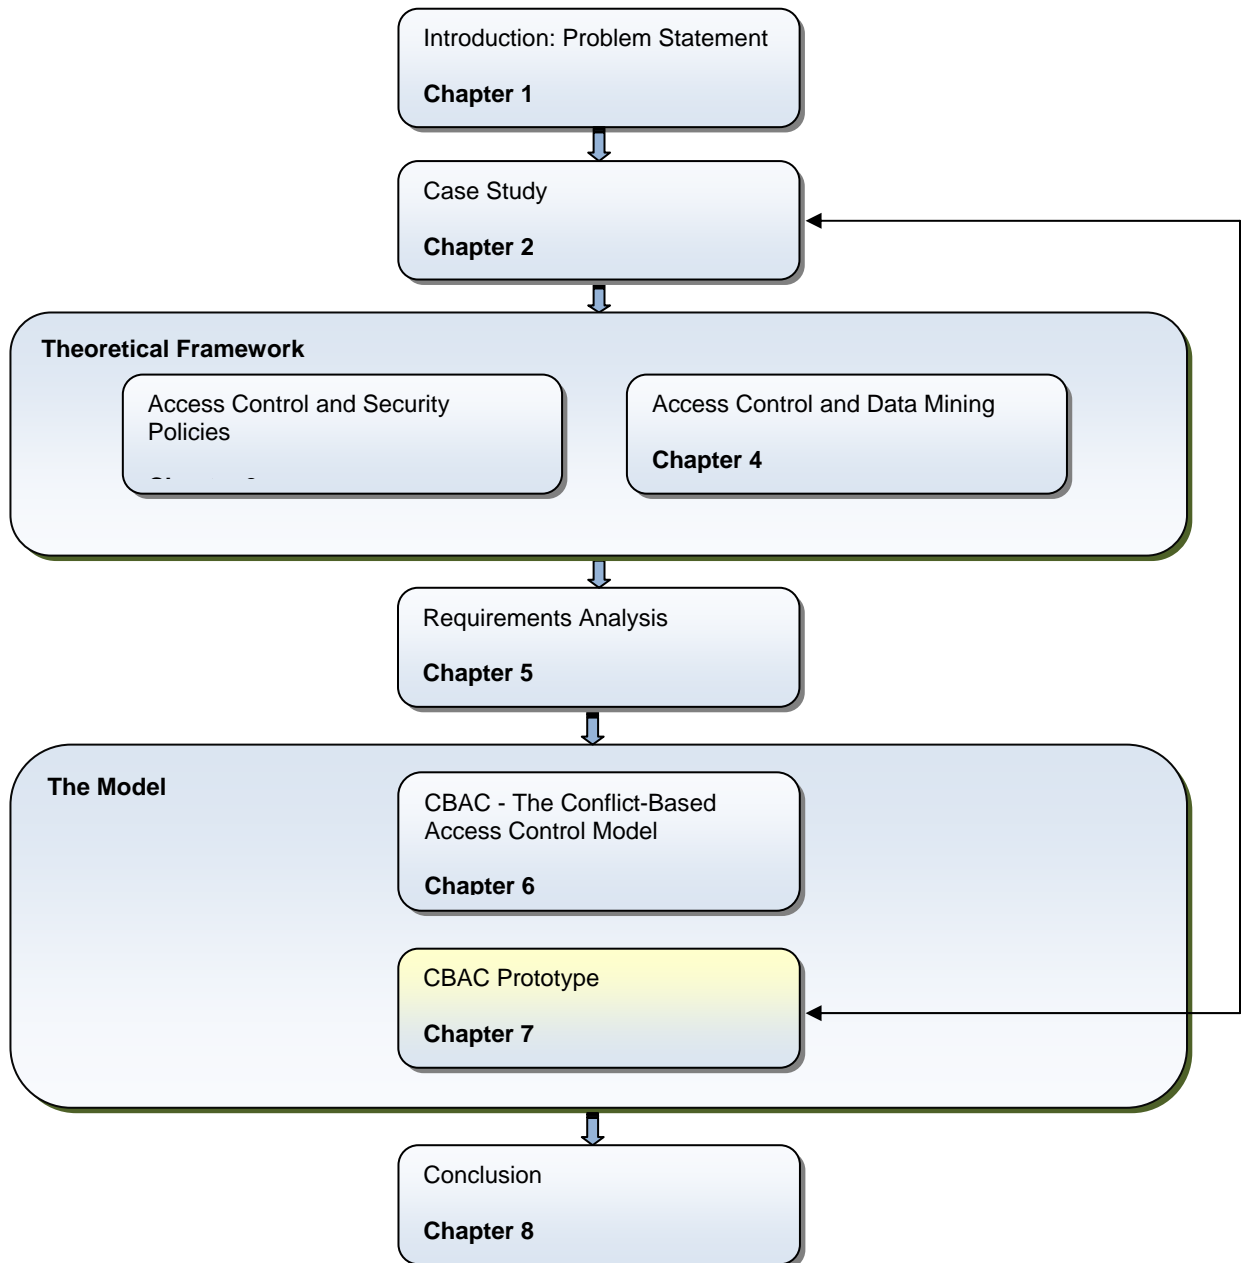 Introduction: Problem Statement
Chapter 1
Case Study
Chapter 2
Theoretical Framework
Access Control and Security
Policies
Access Control and Data Mining
Chapter 4
Requirements Analysis
Chapter 5
The Model
CBAC - The Conflict-Based
Access Control Model
Chapter 6
CBAC Prototype
Chapter 7
Conclusion
Chapter 8